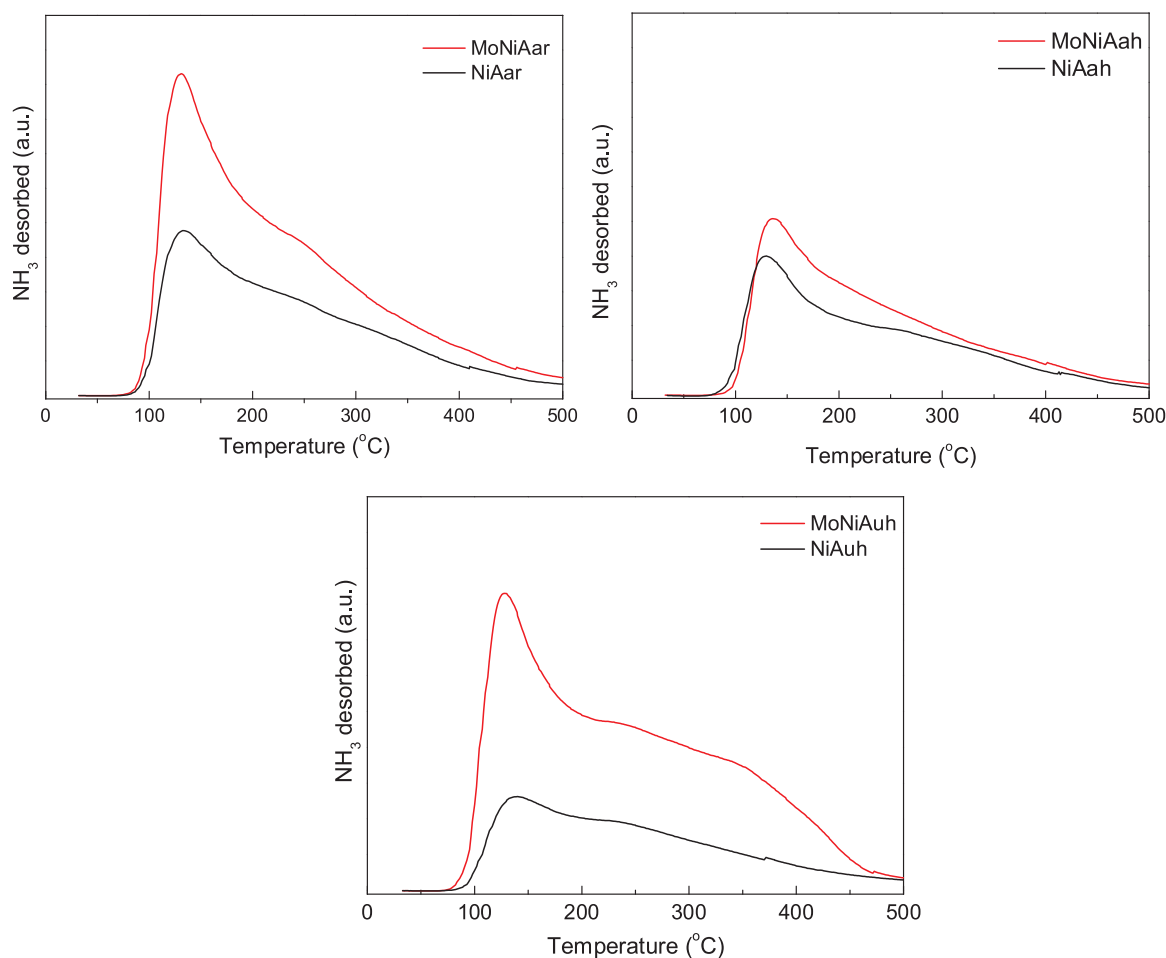 MoNiAar
NiAar
NH₃ desorbed (a.u.)
0 100 200 300 400 500
Temperature (°C)
MoNiAah
NiAah
NH₃ desorbed (a.u.)
0 100 200 300 400 500
Temperature (°C)
MoNiAuh
NiAuh
NH₃ desorbed (a.u.)
0 100 200 300 400 500
Temperature (°C)